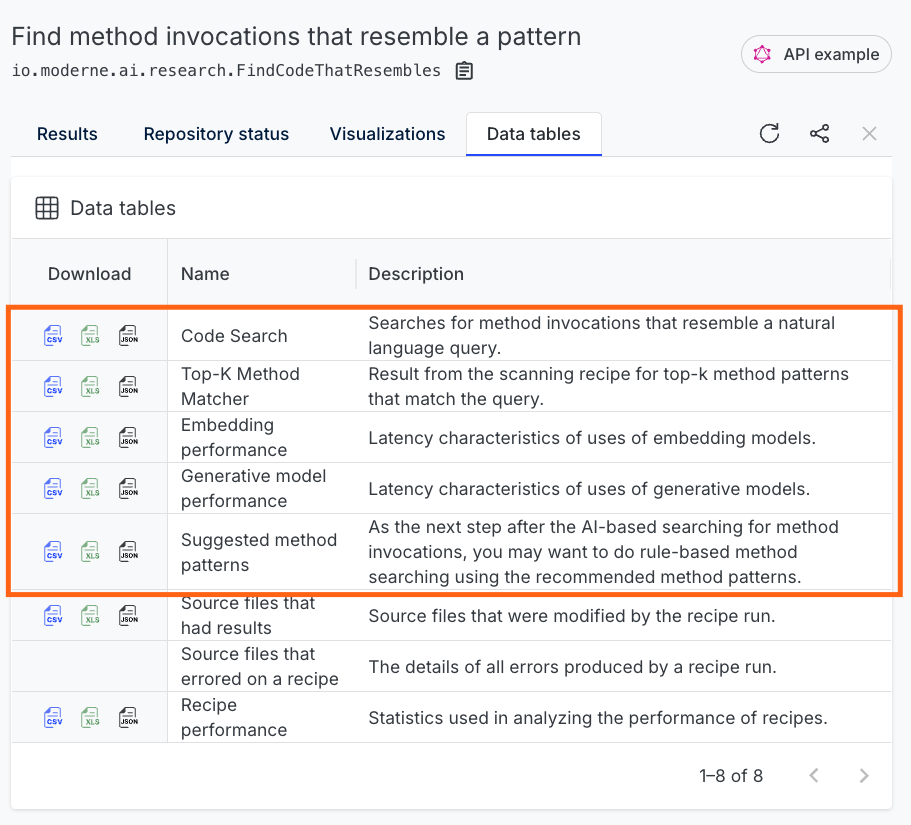 Find method invocations that resemble a pattern
io.moderne.ai.research.FindCodeThatResembles
API example
Results
Repository status
Visualizations
Data tables
Data tables
Download
Name
Description
CSV
XLS
JSON
Code Search
Searches for method invocations that resemble a natural
language query.
CSV
XLS
JSON
Top-K Method
Matcher
Result from the scanning recipe for top-k method patterns
that match the query.
CSV
XLS
JSON
Embedding
performance
Latency characteristics of uses of embedding models.
CSV
XLS
JSON
Generative model
performance
Latency characteristics of uses of generative models.
CSV
XLS
JSON
Suggested method
patterns
As the next step after the AI-based searching for method
invocations, you may want to do rule-based method
searching using the recommended method patterns.
CSV
XLS
JSON
Source files that
had results
Source files that were modified by the recipe run.
Source files that
errored on a recipe
The details of all errors produced by a recipe run.
CSV
XLS
JSON
Recipe
performance
Statistics used in analyzing the performance of recipes.
1–8 of 8